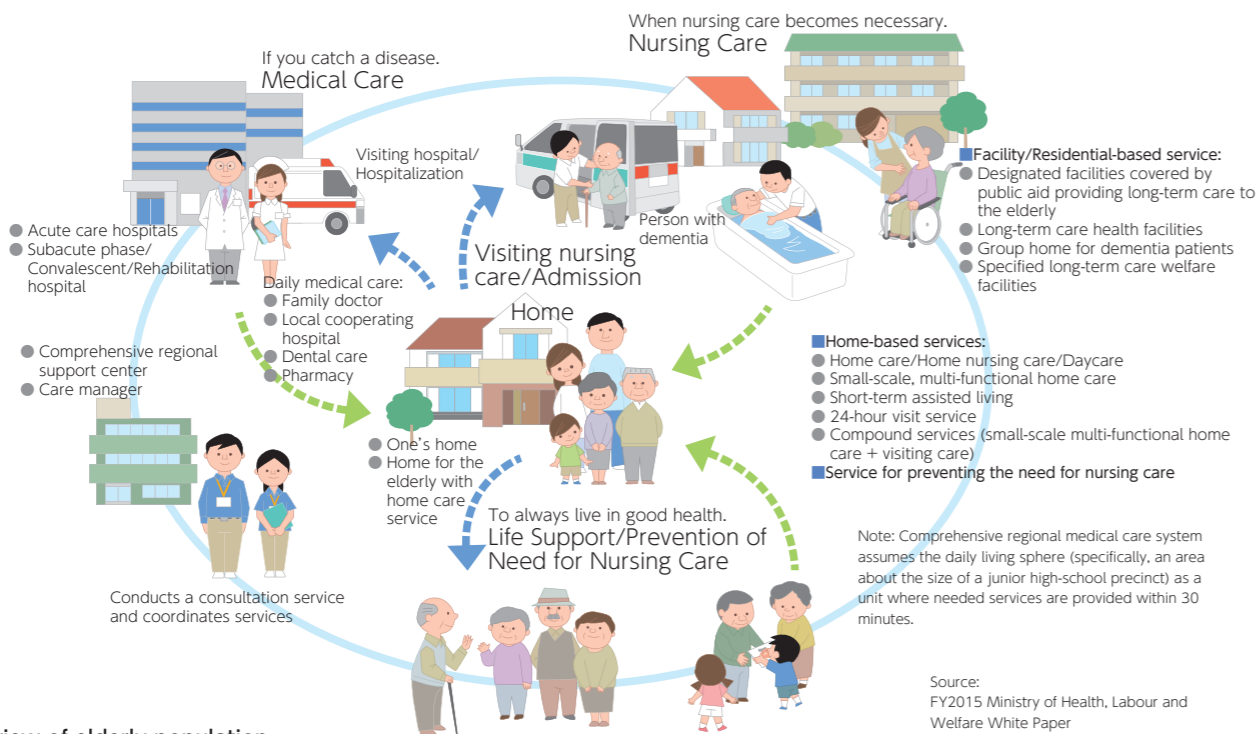 When nursing care becomes necessary.
Nursing Care
If you catch a disease.
Medical Care
Visiting hospital/
Hospitalization
Person with
dementia
■Facility/Residential-based service:
● Designated facilities covered by
public aid providing long-term care to
the elderly
● Long-term care health facilities
● Group home for dementia patients
● Specified long-term care welfare
facilities
● Acute care hospitals
● Subacute phase/
Convalescent/Rehabilitation
hospital
Visiting nursing
care/Admission
Daily medical care:
● Family doctor
● Local cooperating
hospital
● Dental care
● Pharmacy
Home
● Comprehensive regional
support center
● Care manager
■Home-based services:
● Home care/Home nursing care/Daycare
● Small-scale, multi-functional home care
● Short-term assisted living
● 24-hour visit service
● Compound services (small-scale multi-functional home
care + visiting care)
■Service for preventing the need for nursing care
● One's home
● Home for the
elderly with
home care
service
To always live in good health.
Life Support/Prevention of
Need for Nursing Care
Conducts a consultation service
and coordinates services
Note: Comprehensive regional medical care system
assumes the daily living sphere (specifically, an area
about the size of a junior high-school precinct) as a
unit where needed services are provided within 30
minutes.
Source:
FY2015 Ministry of Health, Labour and
Welfare White Paper
view of elderly population